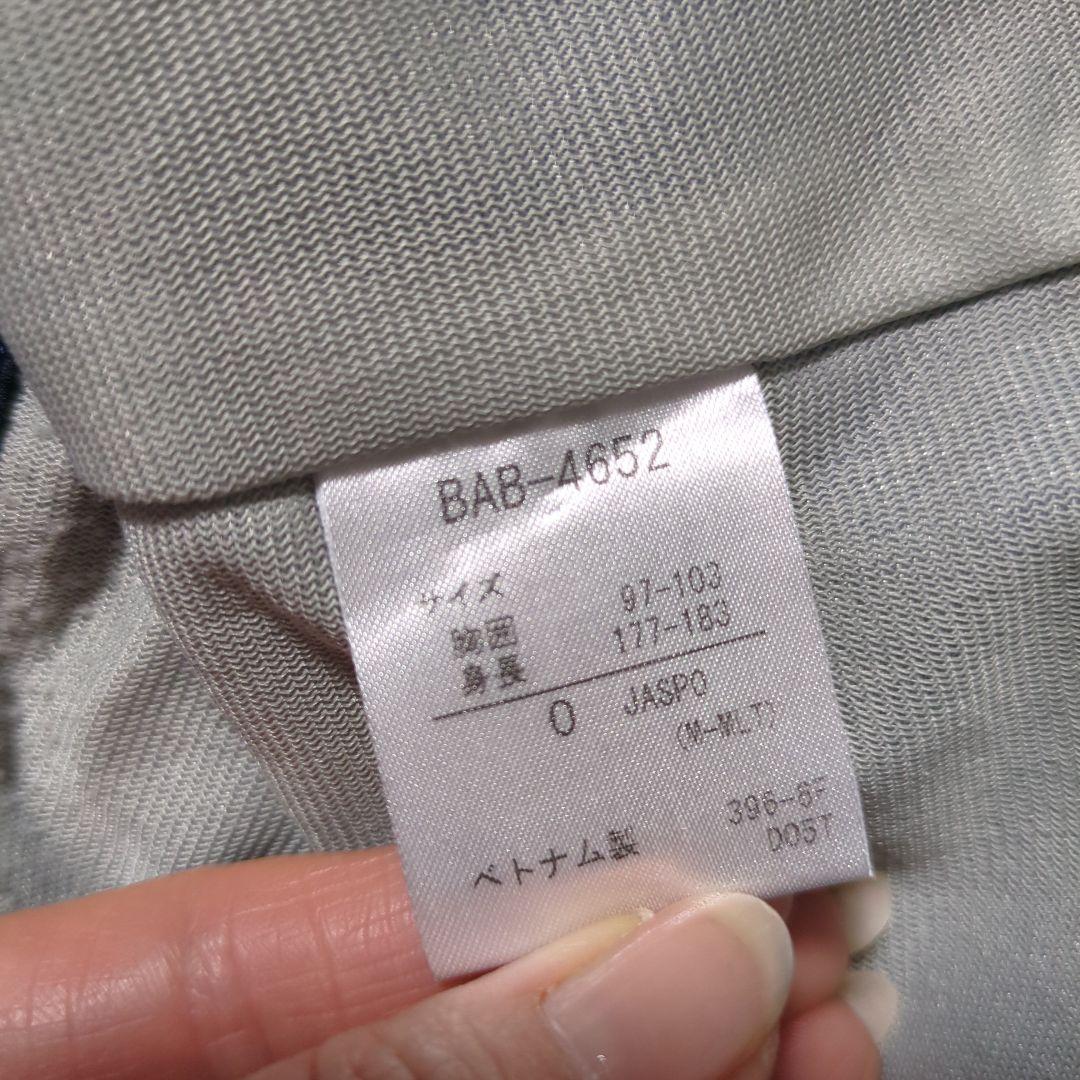 BAB-4652
サイズ
胸囲 97-103
身長 177-183
O JASPO
(M-MLT)
396-6F
D05T
ベトナム製